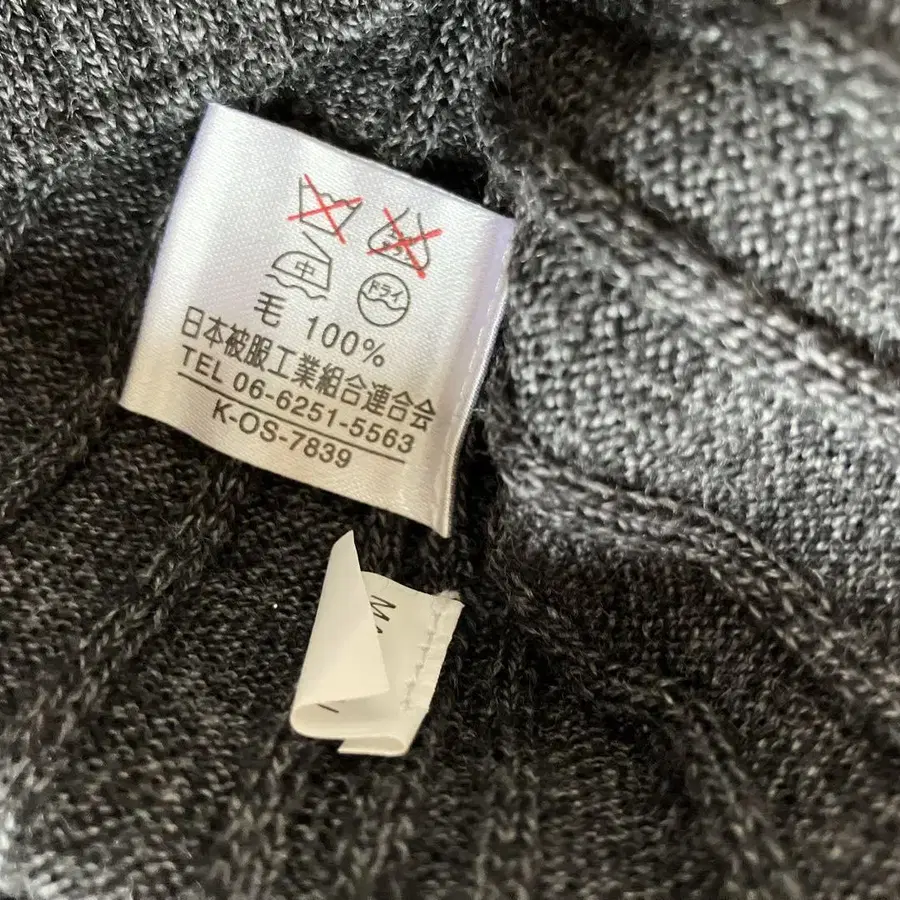 中
ドライ
毛 100%
日本被服工業組合連合会
TEL 06-6251-5563
K-OS-7839